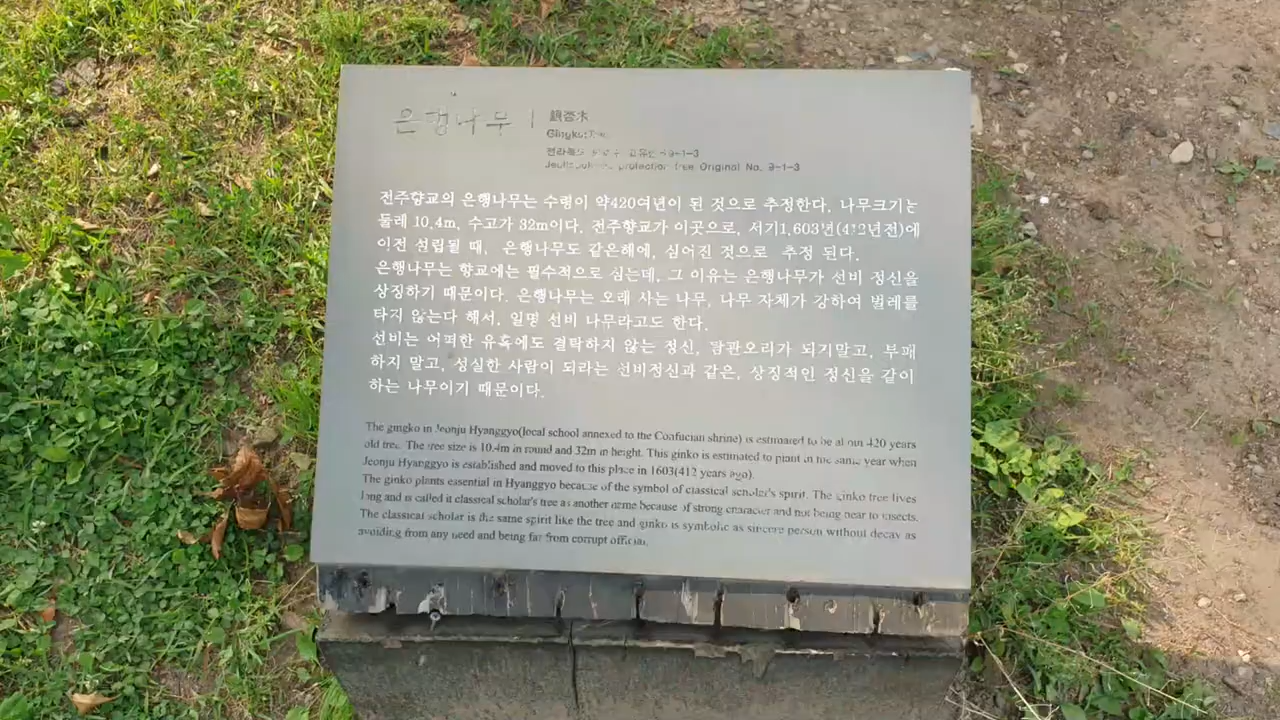 은행나무 | 銀杏木
전라북도 고유번 9-1-3
protection tree Original No. 9-1-3
전주향교의 은행나무는 수령이 약420여년이 된 것으로 추정한다. 나무크기는
둘레 10.4m, 수고가 32m이다. 전주향교가 이곳으로, 서기1,603년(412년전)에
이전 설립될 때, 은행나무도 같은해에, 심어진 것으로 추정 된다.
은행나무는 향교에는 필수적으로 심는데, 그 이유는 은행나무가 선비 정신을
상징하기 때문이다. 은행나무는 오래 사는 나무, 나무 자체가 강하여 벌레를
타지 않는다 해서, 일명 선비 나무라고도 한다.
선비는 어떠한 유혹에도 결탁하지 않는 정신, 탐관오리가 되기말고, 부패
하지 말고, 성실한 사람이 되라는 선비정신과 같은, 상징적인 정신을 같이
하는 나무이기 때문이다.
The gingko in Jeonju Hyanggyo(local school annexed to the Confucian shrine) is estimated to be about 420 years
old tree. The tree size is 10.4m in round and 32m in height. This ginko is estimated to plant in the same year when
Jeonju Hyanggyo is established and moved to this place in 1603(412 years ago).
The ginko plants essential in Hyanggyo because of the symbol of classical scholar's spirit. The ginko tree lives
long and is called it classical scholar's tree as another name because of strong character and not being near to insects.
The classical scholar is the same spirit like the tree and ginko is symbolic as sincere person without decay as
avoiding from any need and being far from corrupt official.